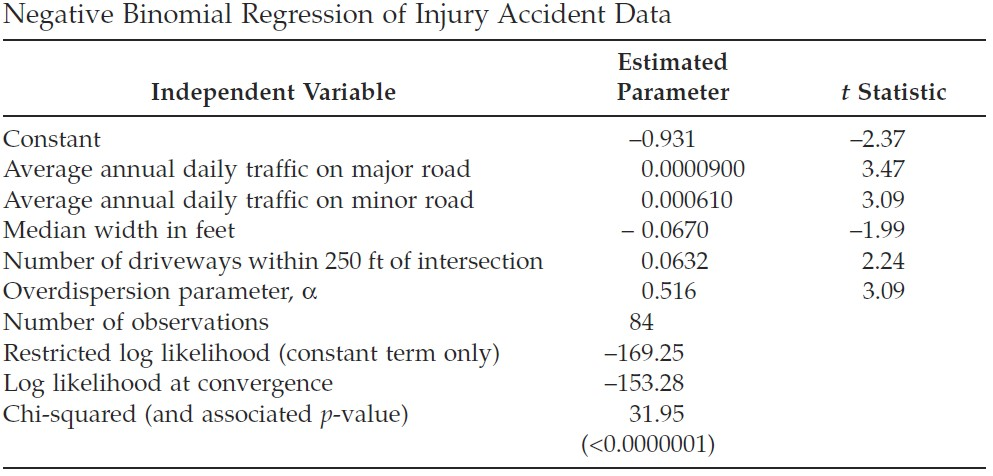 Negative Binomial Regression of Injury Accident Data
Estimated
Independent Variable Parameter t Statistic
Constant –0.931 –2.37
Average annual daily traffic on major road 0.0000900 3.47
Average annual daily traffic on minor road 0.000610 3.09
Median width in feet – 0.0670 –1.99
Number of driveways within 250 ft of intersection 0.0632 2.24
Overdispersion parameter, α 0.516 3.09
Number of observations 84
Restricted log likelihood (constant term only) –169.25
Log likelihood at convergence –153.28
Chi-squared (and associated p-value) 31.95
(<0.0000001)